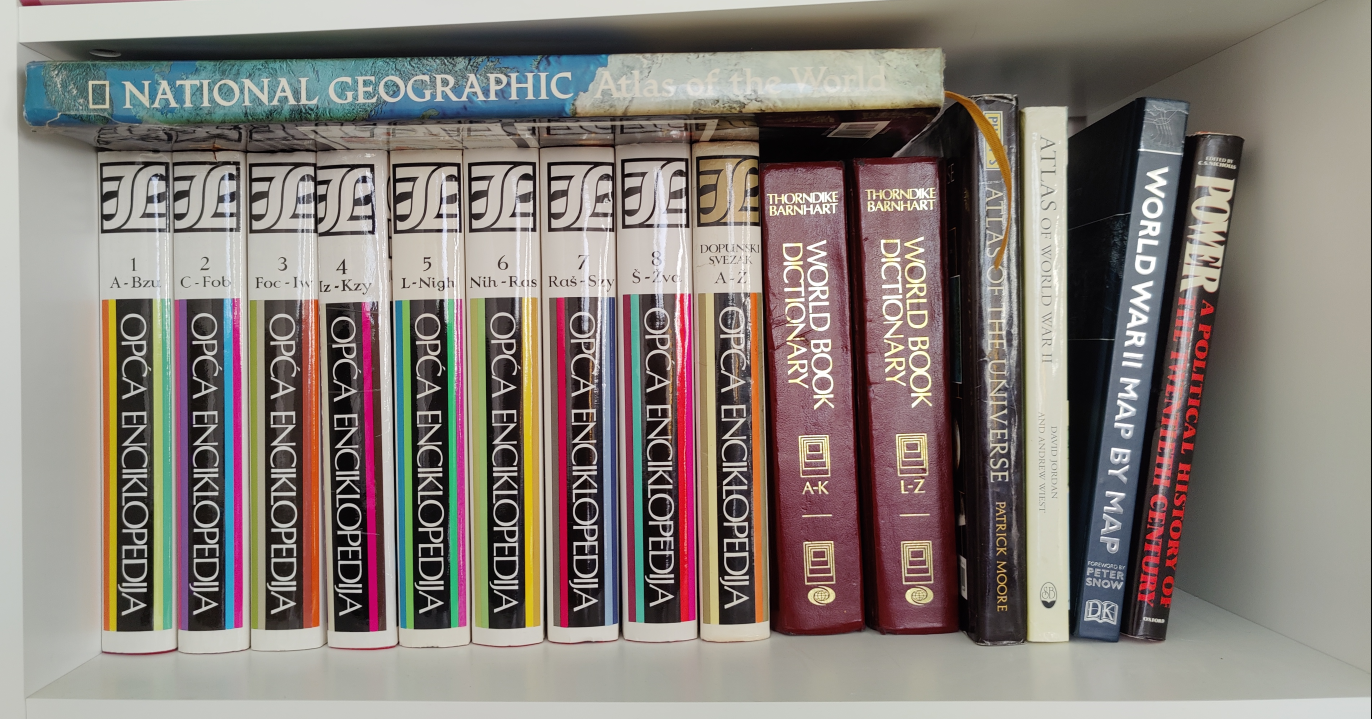 NATIONAL GEOGRAPHIC Atlas of the World
1
A-Bzu
OPĆA ENCIKLOPEDIJA
2
C-Fob
OPĆA ENCIKLOPEDIJA
3
Foc-Iw
OPĆA ENCIKLOPEDIJA
4
Iz-Kzy
OPĆA ENCIKLOPEDIJA
5
L-Nigh
OPĆA ENCIKLOPEDIJA
6
Nih-Ras
OPĆA ENCIKLOPEDIJA
7
Raš-Szy
OPĆA ENCIKLOPEDIJA
8
Š-Žva
OPĆA ENCIKLOPEDIJA
DOPUNSKI
SVEZAK
A-Z
OPĆA ENCIKLOPEDIJA
THORNDIKE
BARNHART
WORLD BOOK
DICTIONARY
A-K
THORNDIKE
BARNHART
WORLD BOOK
DICTIONARY
L-Z
ATLAS OF THE UNIVERSE
PATRICK MOORE
ATLAS OF WORLD WAR II
DAVID JORDAN
AND ANDREW WIEST
WORLD WAR II MAP BY MAP
FOREWORD BY
PETER
SNOW
DK
EDITED BY
POWER
A POLITICAL HISTORY OF
THE TWENTIETH CENTURY
OXFORD